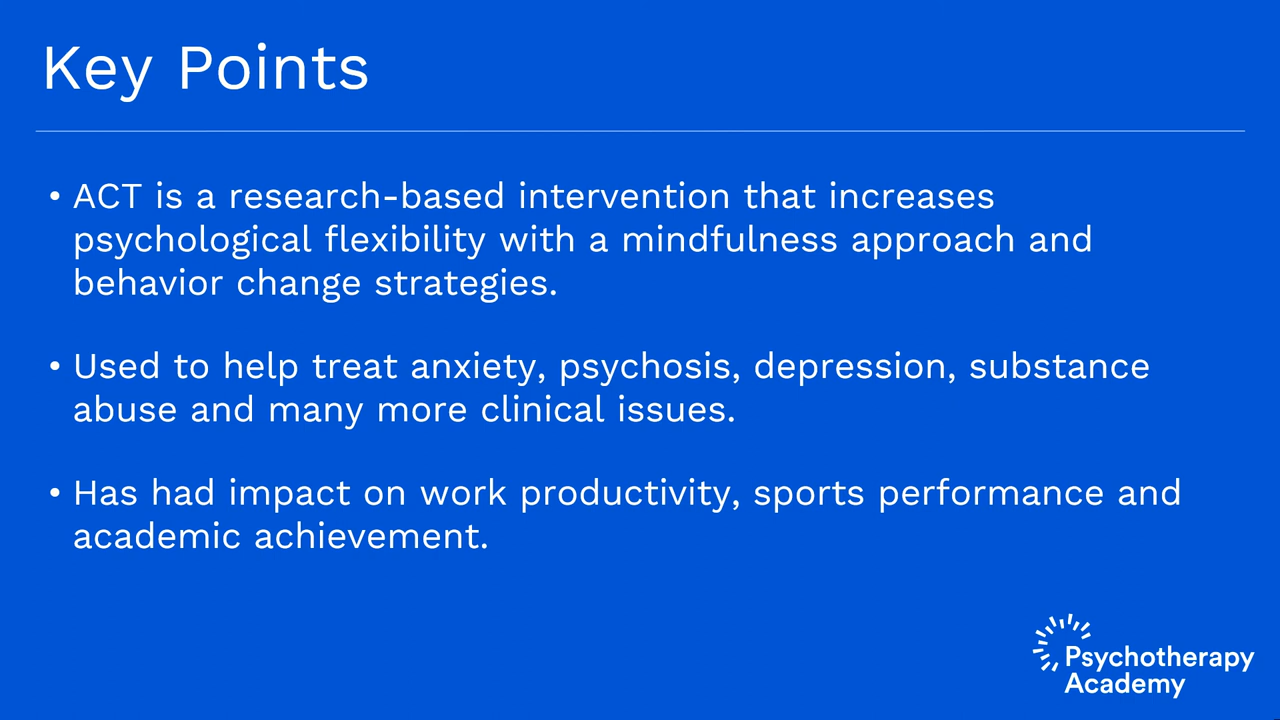 Key Points
• ACT is a research-based intervention that increases
psychological flexibility with a mindfulness approach and
behavior change strategies.
• Used to help treat anxiety, psychosis, depression, substance
abuse and many more clinical issues.
• Has had impact on work productivity, sports performance and
academic achievement.
Psychotherapy
Academy